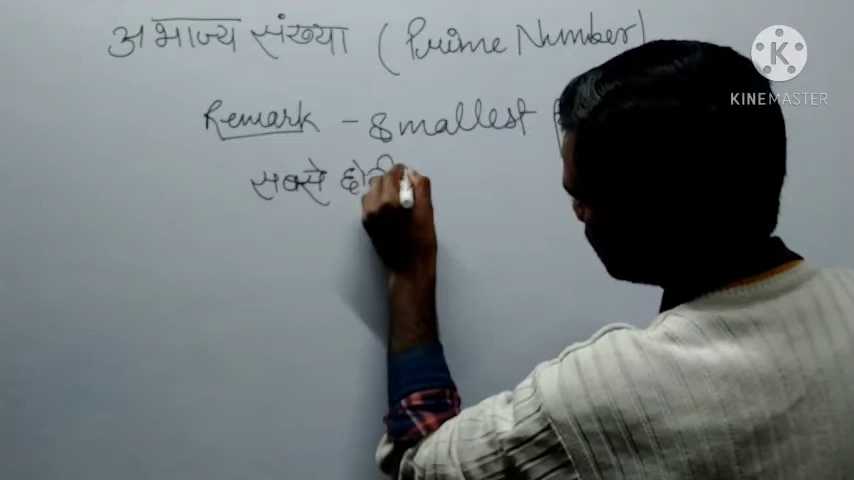 अभाज्य संख्या (Prime Number)
Remark - Smallest
सबसे छोटी
K
KINEMASTER